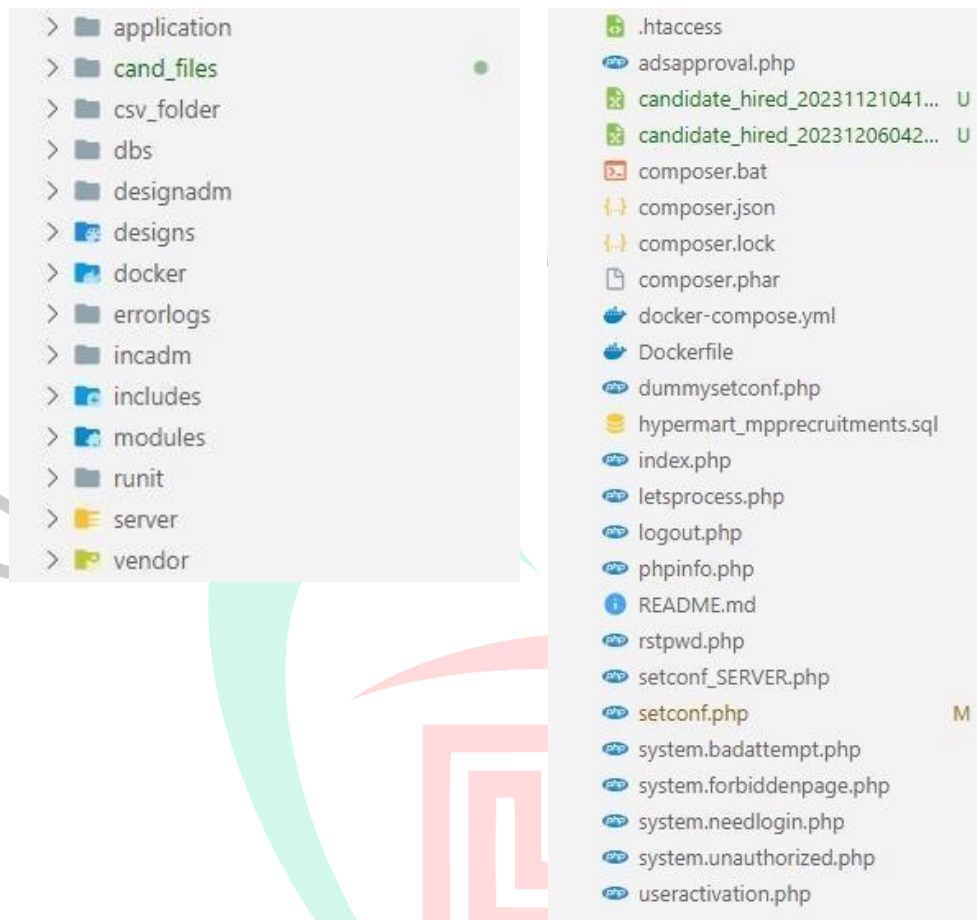 application
cand_files
csv_folder
dbs
designadm
designs
docker
errorlogs
incadm
includes
modules
runit
server
vendor
.htaccess
adsapproval.php
candidate_hired_20231121041... U
candidate_hired_20231206042... U
composer.bat
composer.json
composer.lock
composer.phar
docker-compose.yml
Dockerfile
dummysetconf.php
hypermart_mpprecruitments.sql
index.php
letsprocess.php
logout.php
phpinfo.php
README.md
rstpwd.php
setconf_SERVER.php
setconf.php M
system.badattempt.php
system.forbiddenpage.php
system.needlogin.php
system.unauthorized.php
useractivation.php